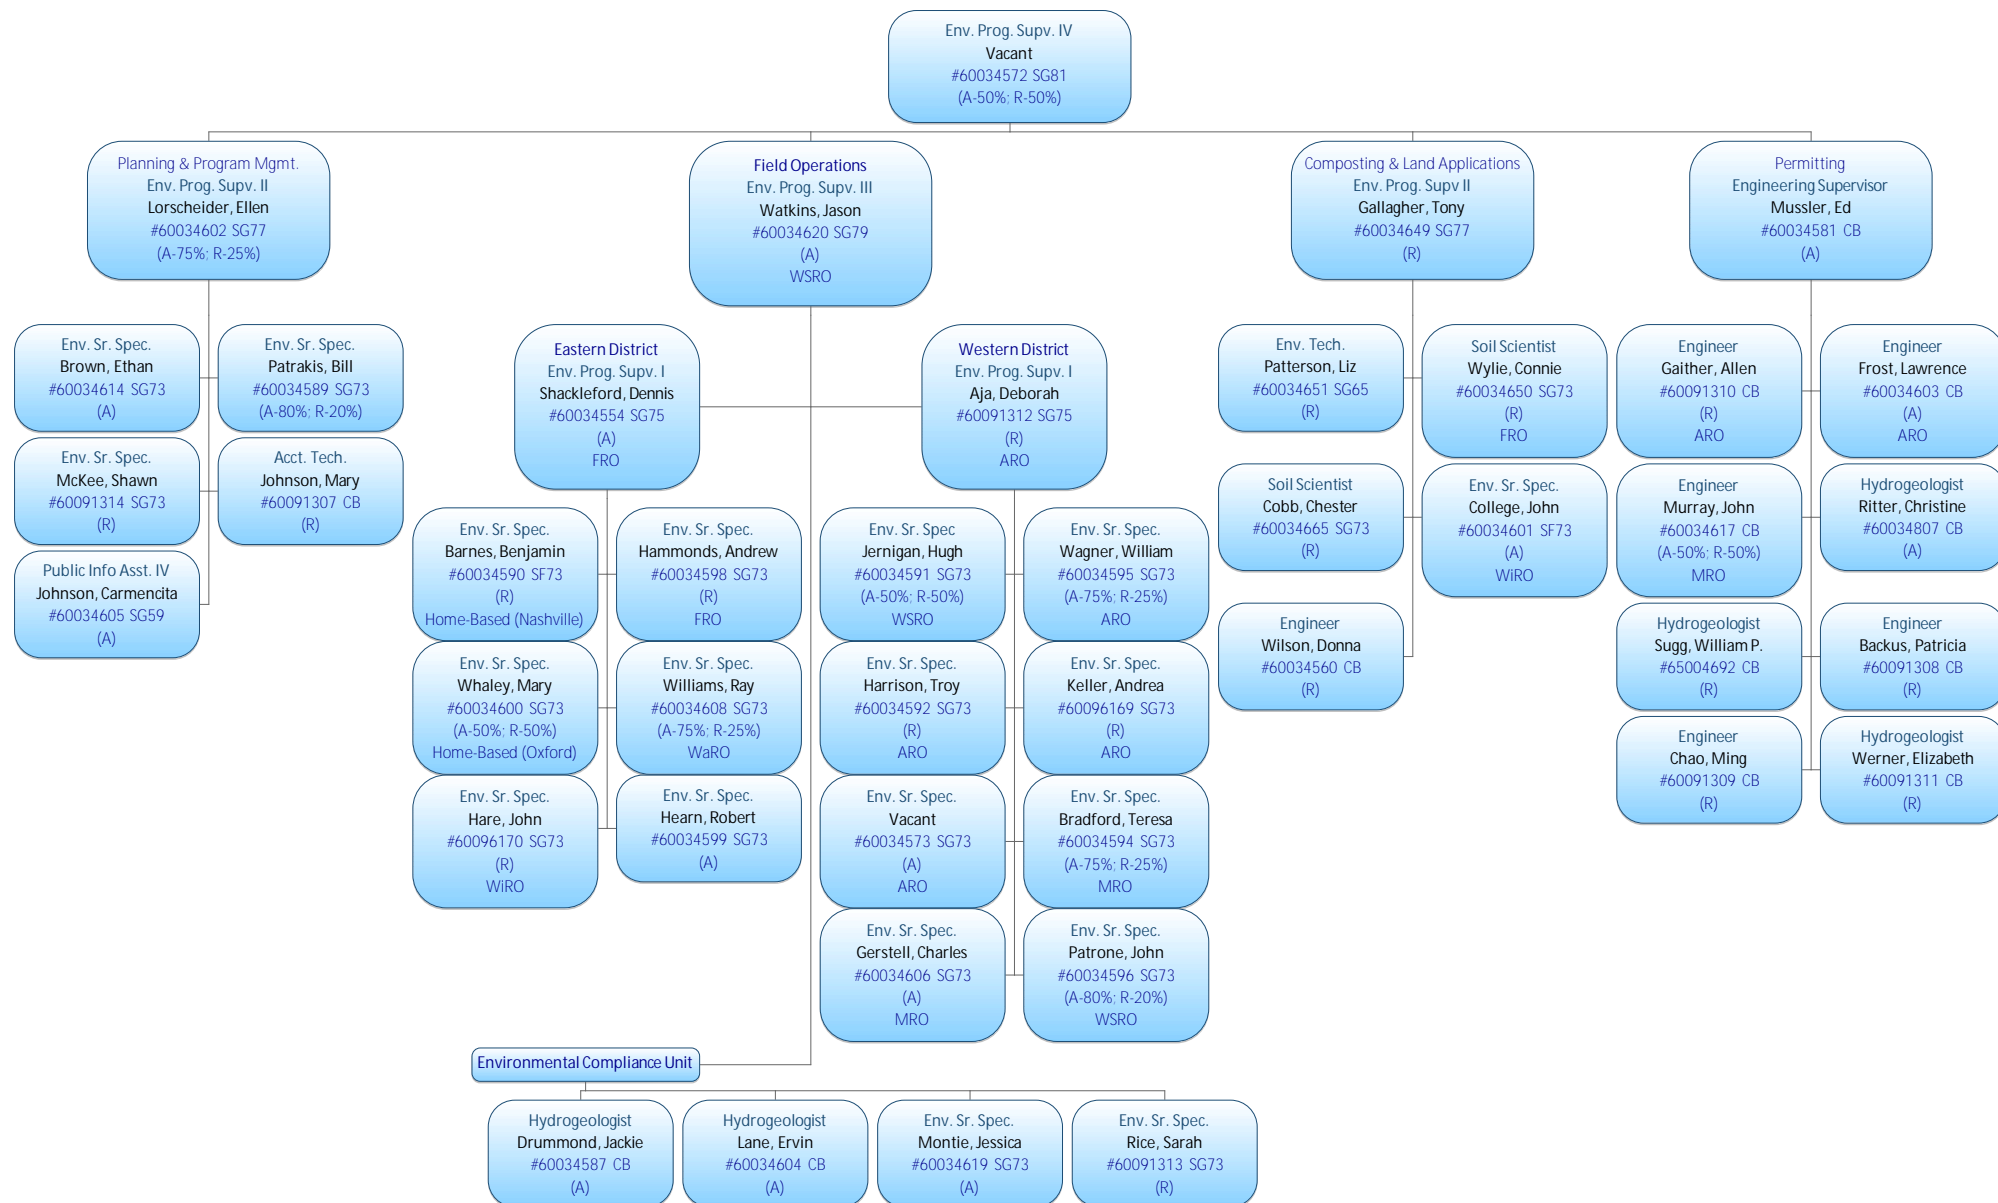 Env. Prog. Supv. IV
Vacant
#60034572 SG81
(A-50%; R-50%)
Planning & Program Mgmt.
Env. Prog. Supv. II
Lorscheider, Ellen
#60034602 SG77
(A-75%; R-25%)
Field Operations
Env. Prog. Supv. III
Watkins, Jason
#60034620 SG79
(A)
WSRO
Composting & Land Applications
Env. Prog. Supv II
Gallagher, Tony
#60034649 SG77
(R)
Permitting
Engineering Supervisor
Mussler, Ed
#60034581 CB
(A)
Env. Sr. Spec.
Brown, Ethan
#60034614 SG73
(A)
Env. Sr. Spec.
Patrakis, Bill
#60034589 SG73
(A-80%; R-20%)
Env. Sr. Spec.
McKee, Shawn
#60091314 SG73
(R)
Acct. Tech.
Johnson, Mary
#60091307 CB
(R)
Public Info Asst. IV
Johnson, Carmencita
#60034605 SG59
(A)
Eastern District
Env. Prog. Supv. I
Shackleford, Dennis
#60034554 SG75
(A)
FRO
Western District
Env. Prog. Supv. I
Aja, Deborah
#60091312 SG75
(R)
ARO
Env. Sr. Spec.
Barnes, Benjamin
#60034590 SF73
(R)
Home-Based (Nashville)
Env. Sr. Spec.
Hammonds, Andrew
#60034598 SG73
(R)
FRO
Env. Sr. Spec.
Whaley, Mary
#60034600 SG73
(A-50%; R-50%)
Home-Based (Oxford)
Env. Sr. Spec.
Williams, Ray
#60034608 SG73
(A-75%; R-25%)
WaRO
Env. Sr. Spec.
Hare, John
#60096170 SG73
(R)
WiRO
Env. Sr. Spec.
Hearn, Robert
#60034599 SG73
(A)
Env. Sr. Spec
Jernigan, Hugh
#60034591 SG73
(A-50%; R-50%)
WSRO
Env. Sr. Spec.
Wagner, William
#60034595 SG73
(A-75%; R-25%)
ARO
Env. Sr. Spec.
Harrison, Troy
#60034592 SG73
(R)
ARO
Env. Sr. Spec.
Keller, Andrea
#60096169 SG73
(R)
ARO
Env. Sr. Spec.
Vacant
#60034573 SG73
(A)
ARO
Env. Sr. Spec.
Bradford, Teresa
#60034594 SG73
(A-75%; R-25%)
MRO
Env. Sr. Spec.
Gerstell, Charles
#60034606 SG73
(A)
MRO
Env. Sr. Spec.
Patrone, John
#60034596 SG73
(A-80%; R-20%)
WSRO
Env. Tech.
Patterson, Liz
#60034651 SG65
(R)
Soil Scientist
Wylie, Connie
#60034650 SG73
(R)
FRO
Soil Scientist
Cobb, Chester
#60034665 SG73
(R)
Env. Sr. Spec.
College, John
#60034601 SF73
(A)
WiRO
Engineer
Wilson, Donna
#60034560 CB
(R)
Engineer
Gaither, Allen
#60091310 CB
(R)
ARO
Engineer
Frost, Lawrence
#60034603 CB
(A)
ARO
Engineer
Murray, John
#60034617 CB
(A-50%; R-50%)
MRO
Hydrogeologist
Ritter, Christine
#60034807 CB
(A)
Hydrogeologist
Sugg, William P.
#65004692 CB
(R)
Engineer
Backus, Patricia
#60091308 CB
(R)
Engineer
Chao, Ming
#60091309 CB
(R)
Hydrogeologist
Werner, Elizabeth
#60091311 CB
(R)
Environmental Compliance Unit
Hydrogeologist
Drummond, Jackie
#60034587 CB
(A)
Hydrogeologist
Lane, Ervin
#60034604 CB
(A)
Env. Sr. Spec.
Montie, Jessica
#60034619 SG73
(A)
Env. Sr. Spec.
Rice, Sarah
#60091313 SG73
(R)